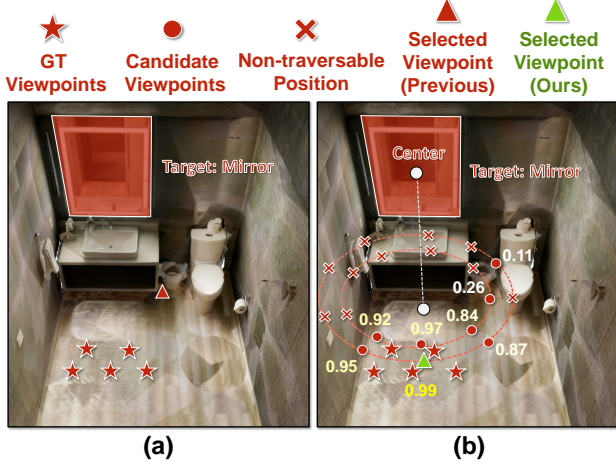 GT
Viewpoints
Candidate
Viewpoints
Non-traversable
Position
Selected
Viewpoint
(Previous)
Selected
Viewpoint
(Ours)
Target: Mirror
Center
Target: Mirror
0.11
0.26
0.84
0.97
0.92
0.87
0.95
0.99
(a)
(b)